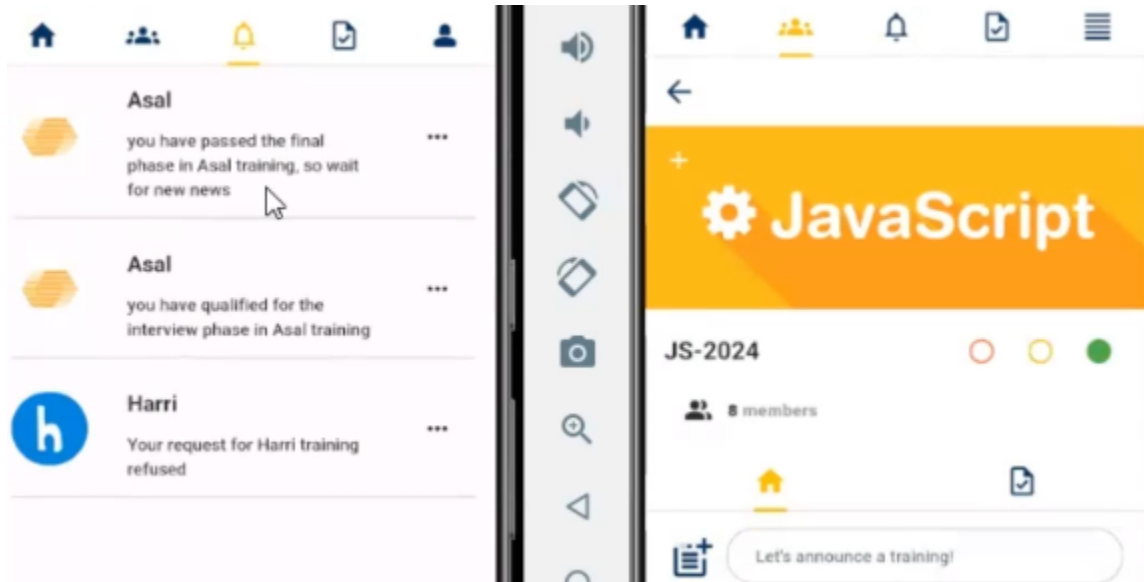 Asal
you have passed the final
phase in Asal training, so wait
for new news
Asal
you have qualified for the
interview phase in Asal training
h
Harri
Your request for Harri training
refused
JavaScript
JS-2024
8 members
Let's announce a training!